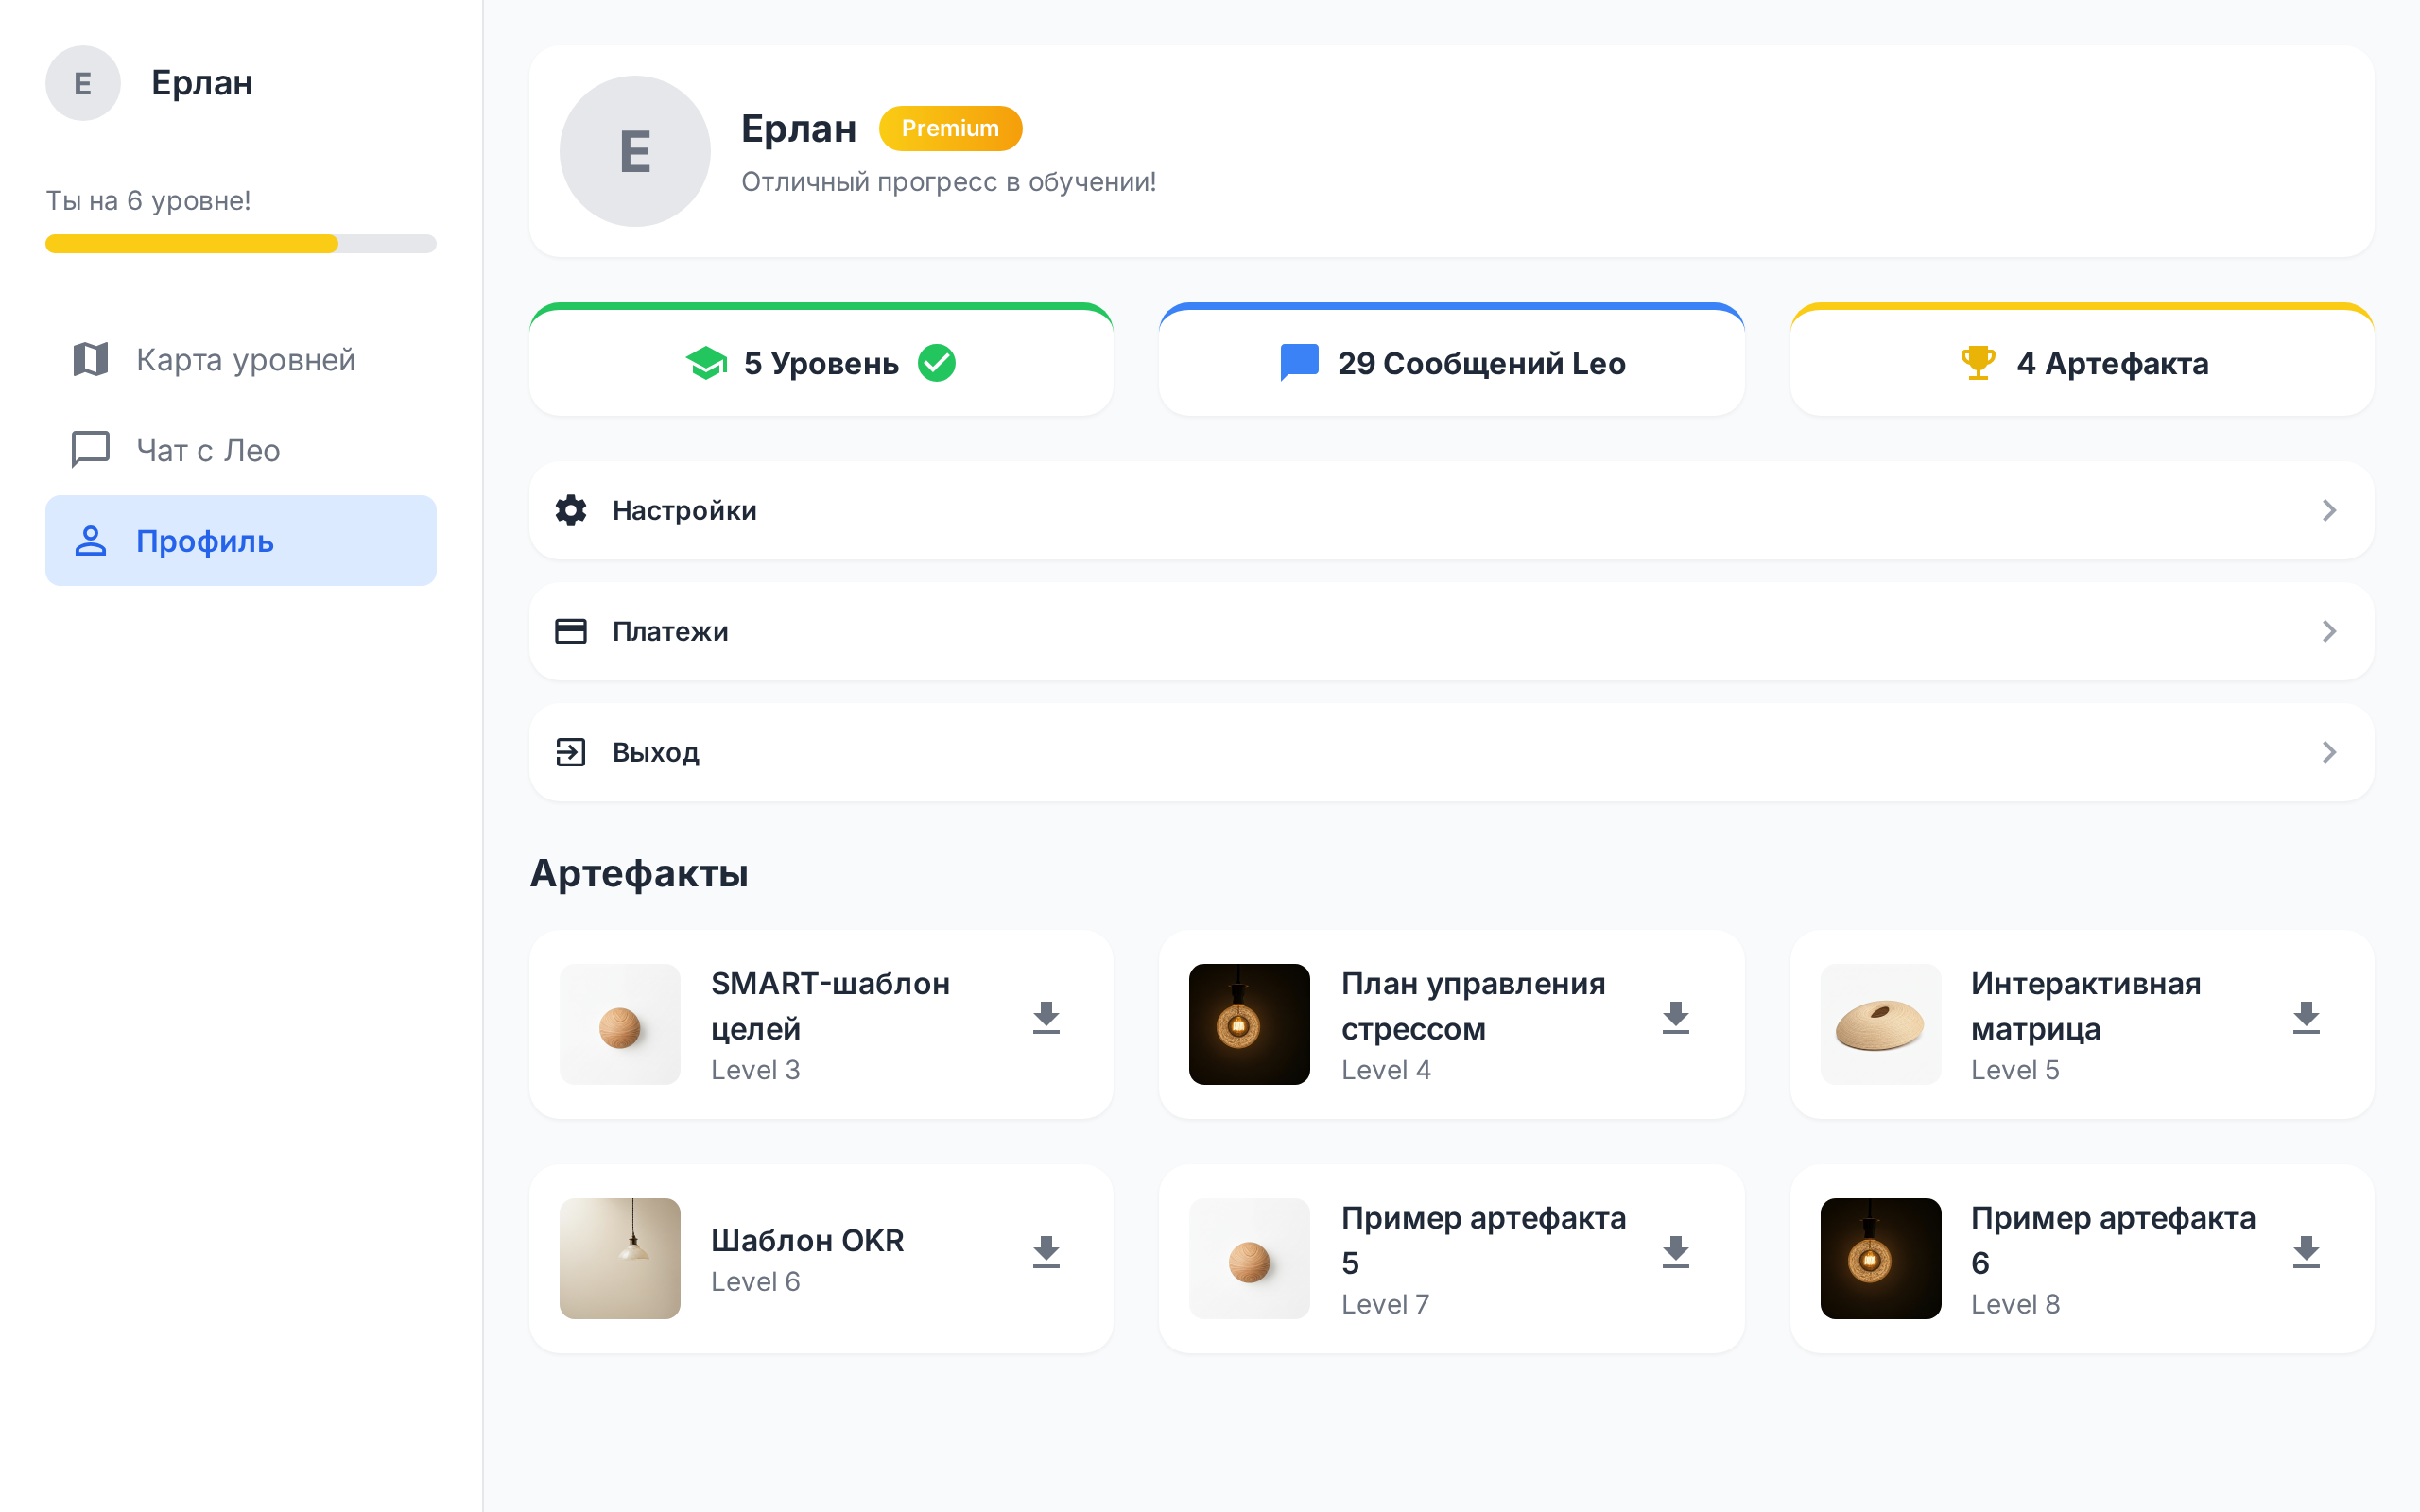 Е
Ерлан
Ты на 6 уровне!
Карта уровней
Чат с Лео
Профиль
Е
Ерлан
Premium
Отличный прогресс в обучении!
5 Уровень
29 Сообщений Leo
4 Артефакта
Настройки
Платежи
Выход
Артефакты
SMART-шаблон
целей
Level 3
План управления
стрессом
Level 4
Интерактивная
матрица
Level 5
Шаблон OKR
Level 6
Пример артефакта
5
Level 7
Пример артефакта
6
Level 8